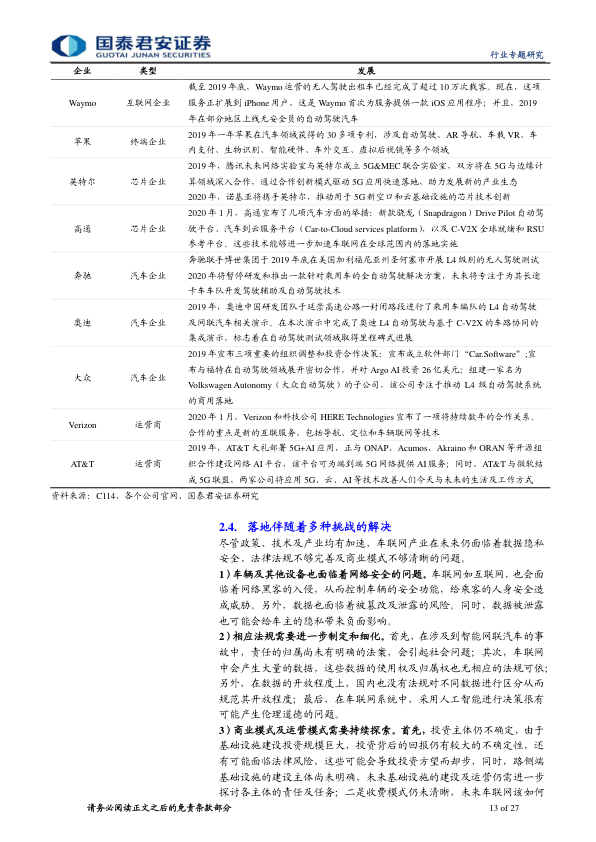 国泰君安证券
GUOTAI JUNAN SECURITIES
行业专题研究
企业 类型 发展
截至 2019 年底，Waymo 运营的无人驾驶出租车已经完成了超过 10 万次载客。现在，这项
Waymo 互联网企业 服务正扩展到 iPhone 用户，这是 Waymo 首次为服务提供一款 iOS 应用程序；并且，2019
年在部分地区上线无安全员的自动驾驶汽车
苹果 终端企业 2019 年一年苹果在汽车领域获得的 30 多项专利，涉及自动驾驶、AR 导航、车载 VR、车
内支付、生物识别、智能硬件、车外交互、虚拟后视镜等多个领域
2019 年，腾讯未来网络实验室与英特尔成立 5G&MEC 联合实验室，双方将在 5G 与边缘计
英特尔 芯片企业 算领域深入合作，通过合作创新模式驱动 5G 应用快速落地，助力发展新的产业生态
2020 年，诺基亚将携手英特尔，推动用于 5G 新空口和云基础设施的芯片技术创新
2020 年 1 月，高通宣布了几项汽车方面的举措：新款骁龙（Snapdragon）Drive Pilot 自动驾
高通 芯片企业 驶平台、汽车到云服务平台（Car-to-Cloud services platform），以及 C-V2X 全球就绪和 RSU
参考平台。这些技术能够进一步加速车联网在全球范围内的落地实施
奔驰联手博世集团于 2019 年底在美国加利福尼亚州圣何塞市开展 L4 级别的无人驾驶测试
奔驰 汽车企业 2020 年将暂停研发和推出一款针对乘用车的全自动驾驶解决方案，未来将专注于为其长途
卡车车队开发驾驶辅助及自动驾驶技术
2019 年，奥迪中国研发团队于延崇高速公路一封闭路段进行了乘用车编队的 L4 自动驾驶
奥迪 汽车企业 及网联汽车相关演示。在本次演示中完成了奥迪 L4 自动驾驶与基于 C-V2X 的车路协同的
集成演示，标志着在自动驾驶测试领域取得里程碑式进展
2019 年宣布三项重要的组织调整和投资合作决策：宣布成立软件部门“Car.Software”;宣
大众 汽车企业 布与福特在自动驾驶领域展开密切合作，并对 Argo AI 投资 26 亿美元；组建一家名为
Volkswagen Autonomy（大众自动驾驶）的子公司，该公司专注于推动 L4 级自动驾驶系统
的商用落地
Verizon 运营商 2020 年 1 月，Verizon 和科技公司 HERE Technologies 宣布了一项将持续数年的合作关系。
合作的重点是新的互联服务，包括导航、定位和车辆联网等技术
2019 年，AT&T 大礼部署 5G+AI 应用，正与 ONAP、Acumos、Akraino 和 ORAN 等开源组
AT&T 运营商 织合作建设网络 AI 平台，该平台可为端到端 5G 网络提供 AI 服务；同时，AT&T 与微软结
成 5G 联盟，两家公司将应用 5G、云、AI 等技术改善人们今天与未来的生活及工作方式
资料来源：C114、各个公司官网、国泰君安证券研究
2.4. 落地伴随着多种挑战的解决
尽管政策、技术及产业均有加速，车联网产业在未来仍面临着数据隐私
安全、法律法规不够完善及商业模式不够清晰的问题。
1）车辆及其他设备也面临着网络安全的问题。车联网如互联网，也会面
临着网络黑客的入侵，从而控制车辆的安全功能，给乘客的人身安全造
成威胁。另外，数据也面临着被篡改及泄露的风险，同时，数据被泄露
也可能会给车主的隐私带来负面影响。
2）相应法规需要进一步制定和细化。首先，在涉及到智能网联汽车的事
故中，责任的归属尚未有明确的法案，会引起社会问题；其次，车联网
中会产生大量的数据，这些数据的使用权及归属权也无相应的法规可依；
另外，在数据的开放程度上，国内也没有法规对不同数据进行区分从而
规范其开放程度；最后，在车联网系统中，采用人工智能进行决策很有
可能产生伦理道德的问题。
3）商业模式及运营模式需要持续探索。首先，投资主体仍不确定，由于
基础设施建设投资规模巨大，投资背后的回报仍有较大的不确定性，还
有可能面临法律风险，这些可能会导致投资方望而却步，同时，路侧端
基础设施的建设主体尚未明确，未来基础设施的建设及运营仍需进一步
探讨各主体的责任及任务；二是收费模式仍未清晰，未来车联网该如何
请务必阅读正文之后的免责条款部分 13 of 27